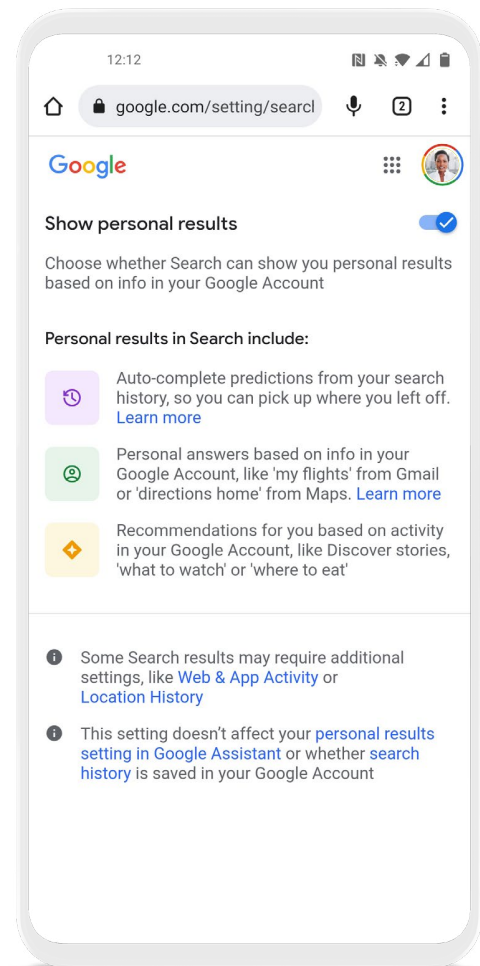 12:12
google.com/setting/searcl
2
Google
Show personal results
Choose whether Search can show you personal results
based on info in your Google Account
Personal results in Search include:
Auto-complete predictions from your search
history, so you can pick up where you left off.
Learn more
Personal answers based on info in your
Google Account, like 'my flights' from Gmail
or 'directions home' from Maps. Learn more
Recommendations for you based on activity
in your Google Account, like Discover stories,
'what to watch' or 'where to eat'
Some Search results may require additional
settings, like Web & App Activity or
Location History
This setting doesn’t affect your personal results
setting in Google Assistant or whether search
history is saved in your Google Account